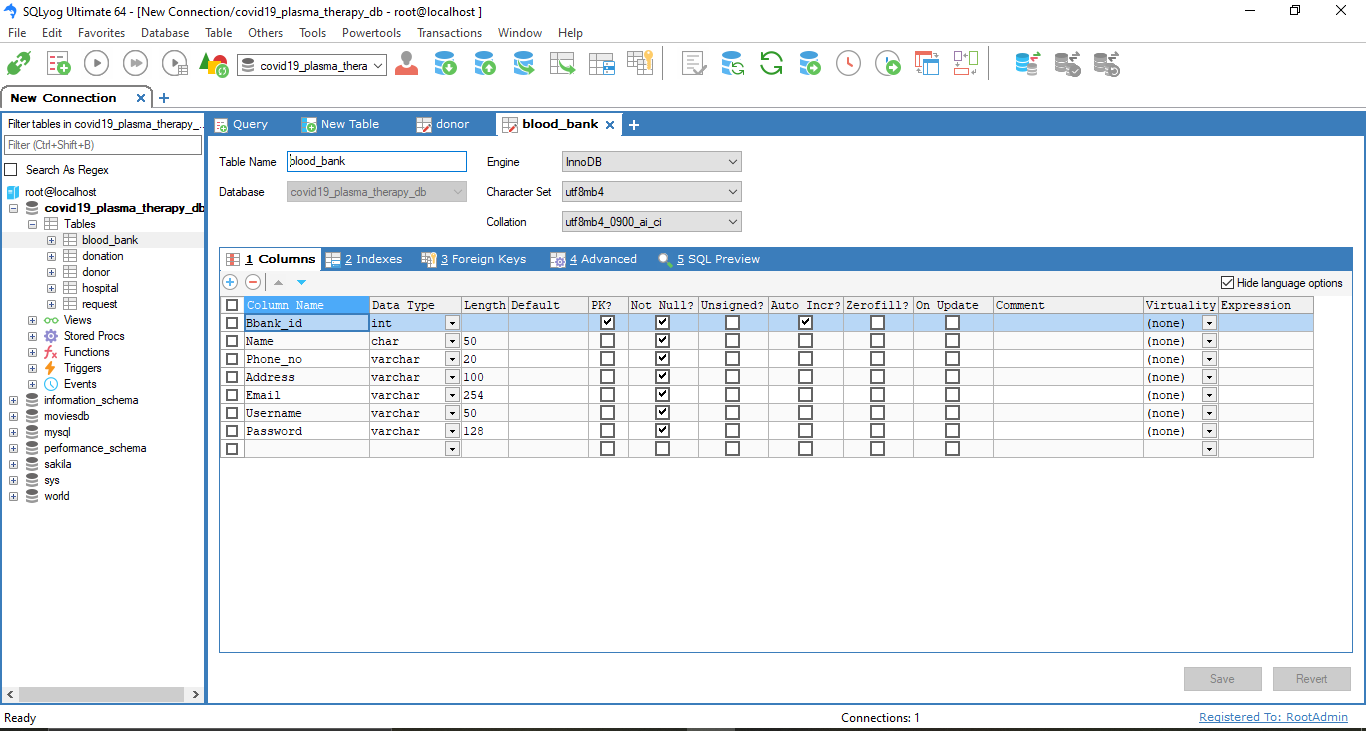 SQLyog Ultimate 64 - [New Connection/covid19_plasma_therapy_db - root@localhost ]
File Edit Favorites Database Table Others Tools Powertools Transactions Window Help
covid19_plasma_thera
New Connection
Filter tables in covid19_plasma_therapy_...
Filter (Ctrl+Shift+B)
Search As Regex
root@localhost
covid19_plasma_therapy_db
Tables
blood_bank
donation
donor
hospital
request
Views
Stored Procs
Functions
Triggers
Events
information_schema
moviesdb
mysql
performance_schema
sakila
sys
world
Query New Table donor blood_bank
Table Name blood_bank Engine InnoDB
Database covid19_plasma_therapy_db Character Set utf8mb4
Collation utf8mb4_0900_ai_ci
1 Columns 2 Indexes 3 Foreign Keys 4 Advanced 5 SQL Preview
Hide language options
Column Name Data Type Length Default PK? Not Null? Unsigned? Auto Incr? Zerofill? On Update Comment Virtuality Expression
Bbank_id int (none)
Name char 50 (none)
Phone_no varchar 20 (none)
Address varchar 100 (none)
Email varchar 254 (none)
Username varchar 50 (none)
Password varchar 128 (none)
Save Revert
Ready Connections: 1 Registered To: RootAdmin